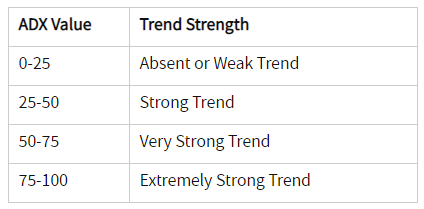 ADX Value Trend Strength
0-25 Absent or Weak Trend
25-50 Strong Trend
50-75 Very Strong Trend
75-100 Extremely Strong Trend